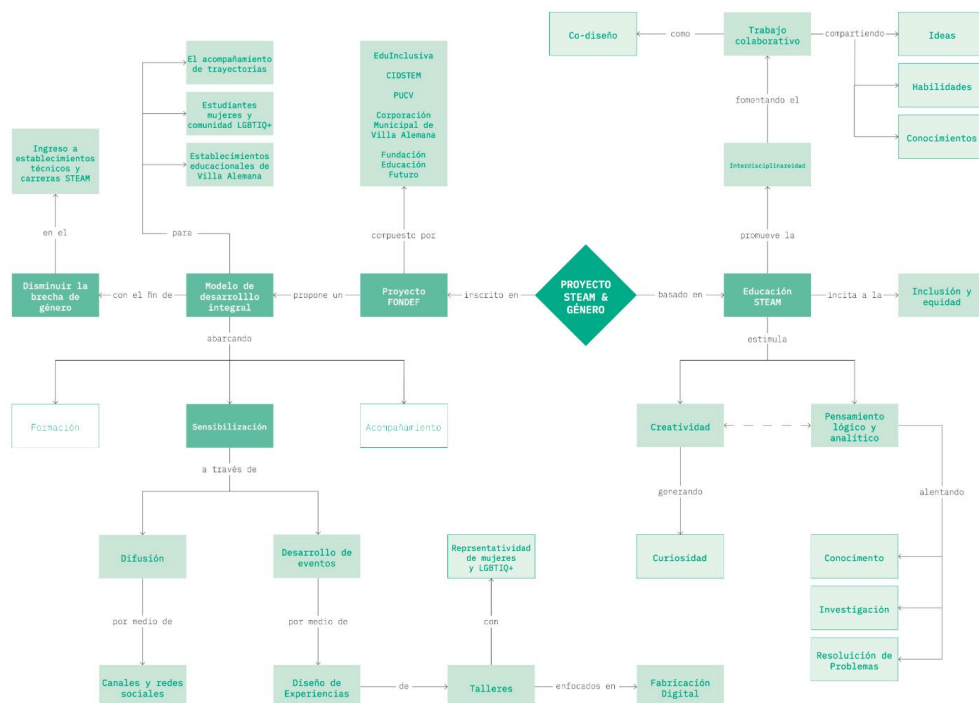 Co-diseño
como
Trabajo
colaborativo
compartiendo
Ideas
Habilidades
Conocimientos
fomentando el
Interdisciplinareidad
promueve la
El acompañamiento
de trayectorias
Estudiantes
mujeres y
comunidad LGBTIQ+
Establecimientos
educacionales de
Villa Alemana
EduInclusiva
CIDSTEM
PUCV
Corporación
Municipal de
Villa Alemana
Fundación
Educación
Futuro
Ingreso a
establecimientos
técnicos y
carreras STEAM
en el
para
compuesto por
Disminuir la
brecha de
género
con el fin de
Modelo de
desarrolllo
integral
propone un
Proyecto
FONDEF
inscrito en
PROYECTO
STEAM &
GÉNERO
basado en
Educación
STEAM
incita a la
Inclusión y
equidad
abarcando
estimula
Formación
Sensibilización
Acompañamiento
Creatividad
Pensamiento
lógico y
analítico
a través de
generando
alentando
Difusión
Desarrollo de
eventos
Reprsentatividad
de mujeres
y LGBTIQ+
Curiosidad
Conocimento
Investigación
Resoluición de
Problemas
por medio de
por medio de
con
Canales y redes
sociales
Diseño de
Experiencias
de
Talleres
enfocados en
Fabricación
Digital